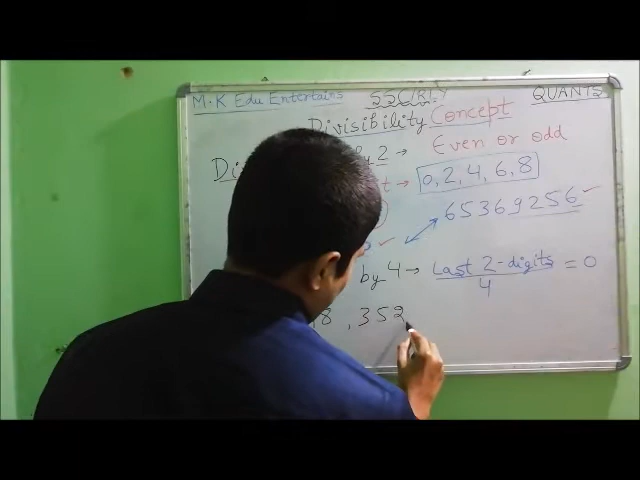 M.K Edu Entertains SSC/RLY QUANTS
Divisibility Concept
by 2 → Even or odd
→ 0, 2, 4, 6, 8
65369256 ✓
by 4 → Last 2-digits = 0
4
8, 352